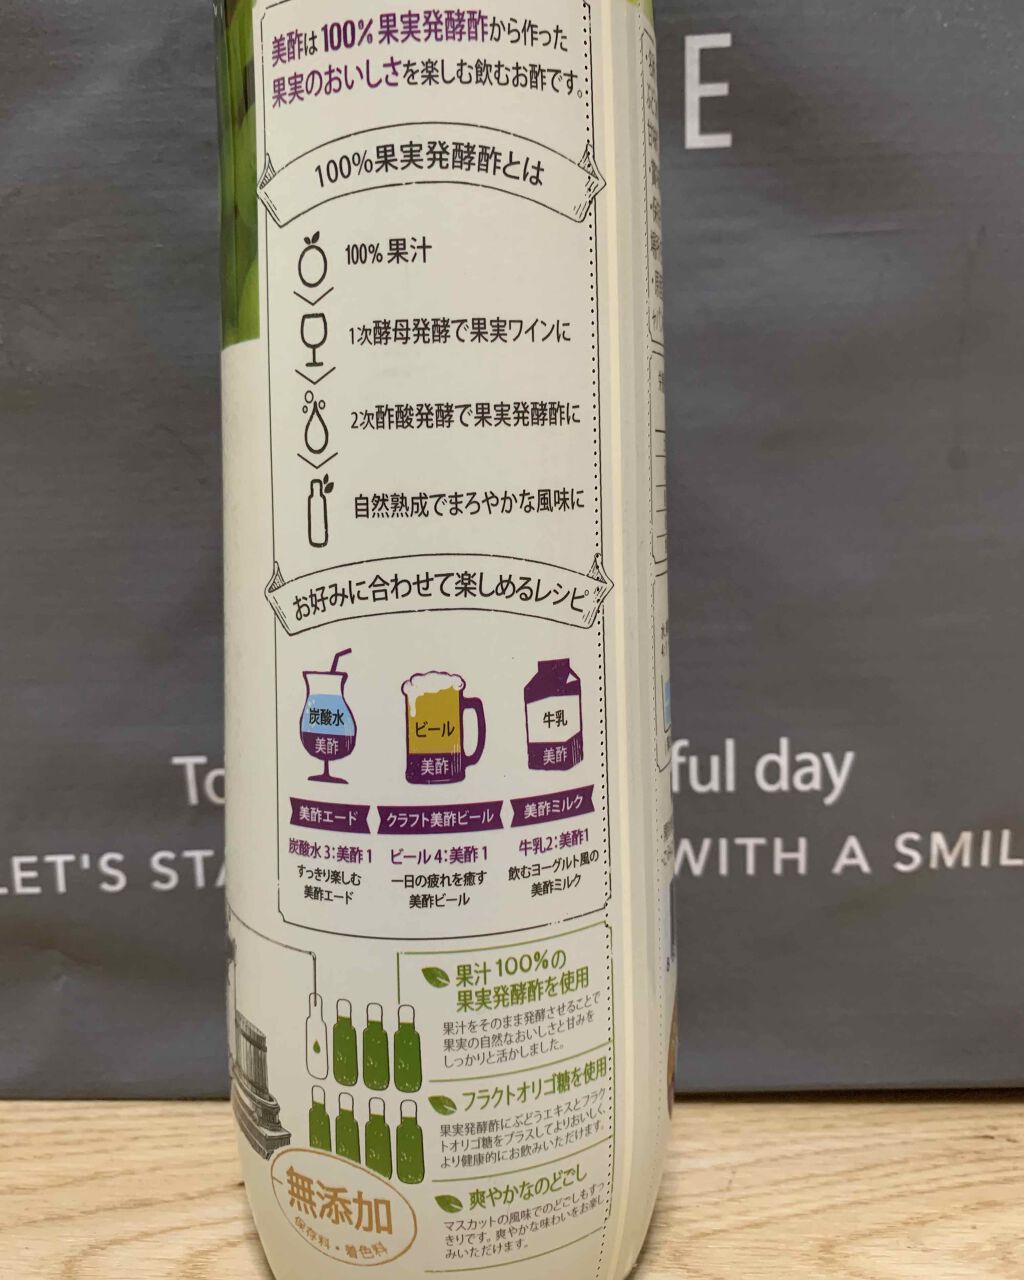 美酢は100%果実発酵酢から作った
果実のおいしさを楽しむ飲むお酢です。
100%果実発酵酢とは
100%果汁
1次酵母発酵で果実ワインに
2次酢酸発酵で果実発酵酢に
自然熟成でまろやかな風味に
お好みに合わせて楽しめるレシピ
炭酸水
美酢
ビール
美酢
牛乳
美酢
美酢エード
クラフト美酢ビール
美酢ミルク
炭酸水3:美酢1
すっきり楽しむ
美酢エード
ビール4:美酢1
一日の疲れを癒す
美酢ビール
牛乳2:美酢1
飲むヨーグルト風の
美酢ミルク
果汁100%の
果実発酵酢を使用
果汁をそのまま発酵させることで
果実の自然なおいしさと甘みを
しっかりと活かしました。
フラクトオリゴ糖を使用
果実発酵酢にぶどうエキスとフラク
トオリゴ糖をプラスしてよりおいしく、
より健康的にお飲みいただけます。
爽やかなのどごし
マスカットの風味でのどごしもすっ
きりです。爽やかな味わいをお楽し
みいただけます。
無添加
保存料・着色料
E
To
ful day
LET'S STA
WITH A SMIL